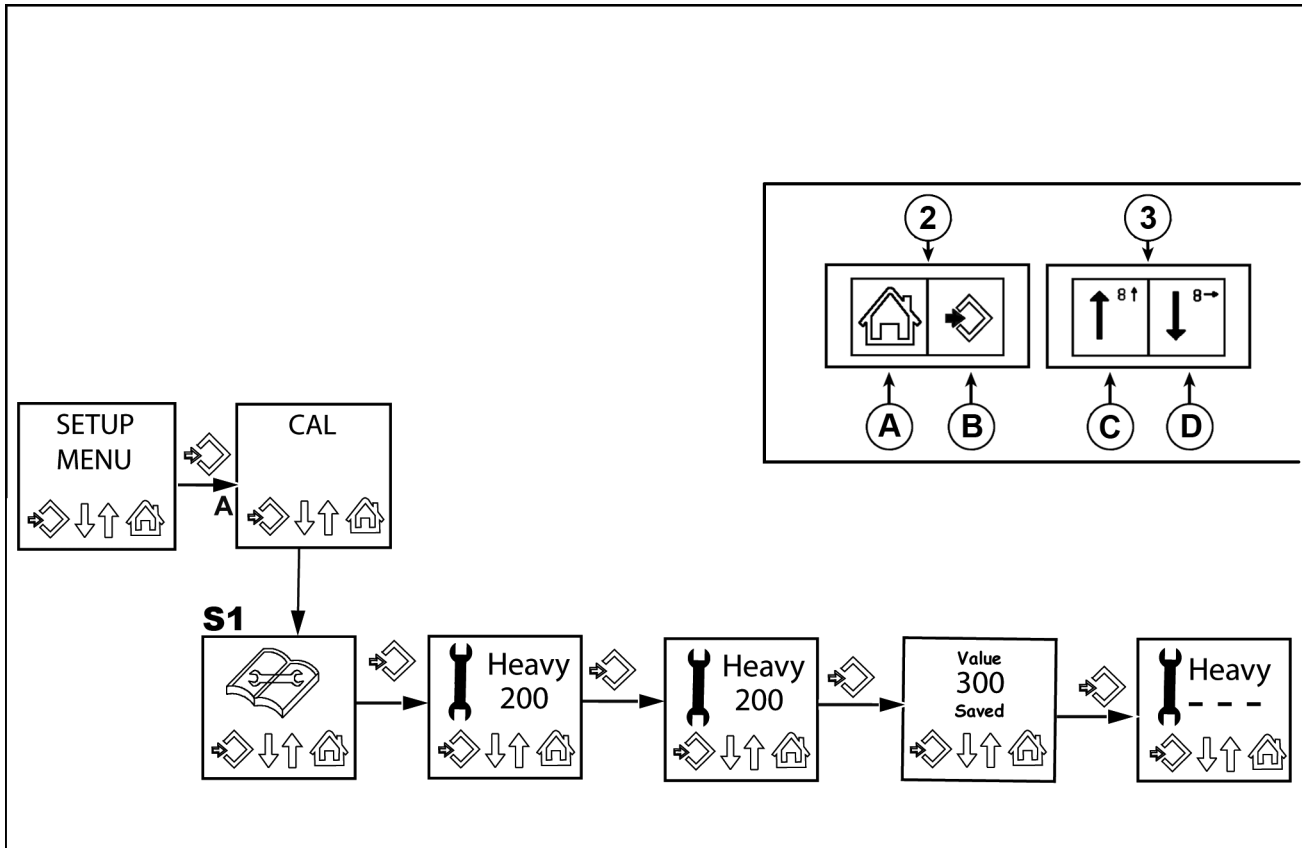 2
3
8↑
8→
A
B
C
D
SETUP
MENU
A
CAL
S1
Heavy
200
Heavy
200
Value
300
Saved
Heavy
- - -